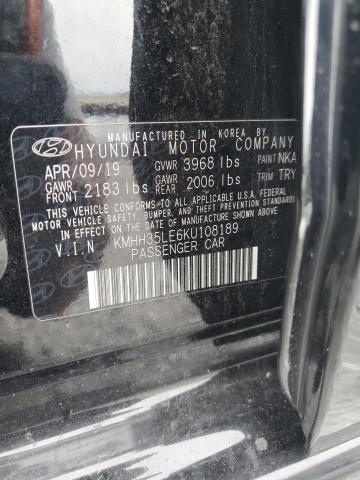 MANUFACTURED IN KOREA BY
HYUNDAI MOTOR COMPANY
APR/09/19 GVWR 3968 lbs PAINT NKA
GAWR FRONT 2183 lbs GAWR REAR 2006 lbs TRIM TRY
THIS VEHICLE CONFORMS TO ALL APPLICABLE U.S.A. FEDERAL
MOTOR VEHICLE SAFETY, BUMPER, AND THEFT PREVENTION STANDARDS
IN EFFECT ON THE DATE OF MANUFACTURE SHOWN ABOVE.
V.I.N KMHH35LE6KU108189
PASSENGER CAR